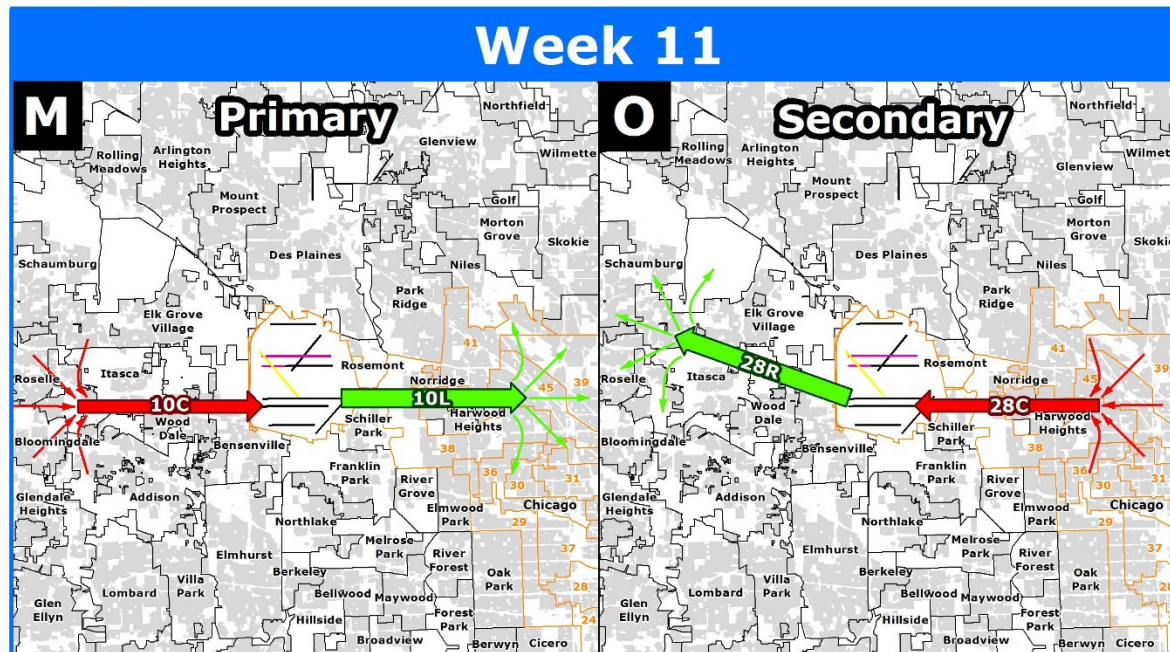 Week 11
M
Primary
Northfield
Glenview
Rolling
Meadows
Arlington
Heights
Wilmette
Mount
Prospect
Golf
Morton
Grove
Skokie
Schaumburg
Des Plaines
Niles
Park
Ridge
Elk Grove
Village
41
Rosemont
Roselle
Itasca
Norridge
45
39
10C
10L
Wood
Dale
Schiller
Park
Harwood
Heights
Bloomingdale
Bensenville
38
Franklin
Park
36
30
31
River
Grove
Glendale
Heights
Addison
Chicago
Elmwood
Park
Northlake
29
Melrose
Park
Elmhurst
River
Forest
37
Berkeley
Oak
Park
Villa
Park
Lombard
Bellwood
Maywood
28
Glen
Ellyn
Hillside
Forest
Park
24
Broadview
Berwyn
Cicero
O
Secondary
Northfield
Glenview
Rolling
Meadows
Arlington
Heights
Wilmet
Mount
Prospect
Golf
Morton
Grove
Skoki
Schaumburg
Des Plaines
Niles
Park
Ridge
Elk Grove
Village
41
Rosemont
28R
Roselle
Itasca
Norridge
45
39
28C
Wood
Dale
Schiller
Park
Harwood
Heights
Bloomingdale
Bensenville
38
Franklin
Park
36
30
31
River
Grove
Glendale
Heights
Addison
Chicago
Elmwood
Park
Northlake
29
Melrose
Park
Elmhurst
River
Forest
37
Berkeley
Oak
Park
Villa
Park
Lombard
Bellwood
Maywood
28
Glen
Ellyn
Hillside
Forest
Park
Broadview
Berwyn
Cicero